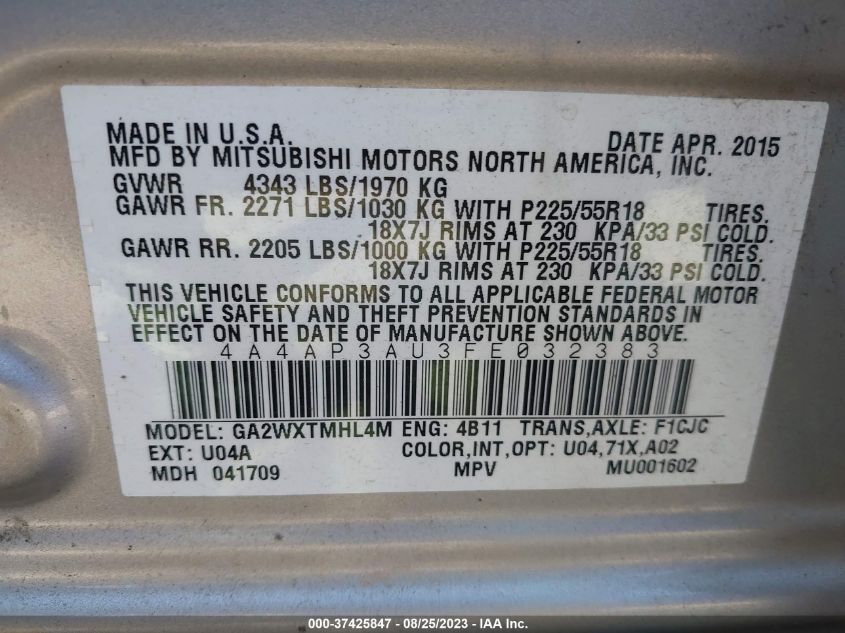 MADE IN U.S.A. DATE APR. 2015
MFD BY MITSUBISHI MOTORS NORTH AMERICA, INC.
GVWR 4343 LBS/1970 KG
GAWR FR. 2271 LBS/1030 KG WITH P225/55R18 TIRES.
18X7J RIMS AT 230 KPA/33 PSI COLD.
GAWR RR. 2205 LBS/1000 KG WITH P225/55R18 TIRES.
18X7J RIMS AT 230 KPA/33 PSI COLD.
THIS VEHICLE CONFORMS TO ALL APPLICABLE FEDERAL MOTOR
VEHICLE SAFETY AND THEFT PREVENTION STANDARDS IN
EFFECT ON THE DATE OF MANUFACTURE SHOWN ABOVE.
4A4AP3AU3FE032383
MODEL: GA2WXTMHL4M ENG: 4B11 TRANS,AXLE: F1CJC
EXT: U04A COLOR,INT,OPT: U04,71X,A02
MDH 041709 MPV MU001602
000-37425847 / 08/25/2023 - IAA Inc.